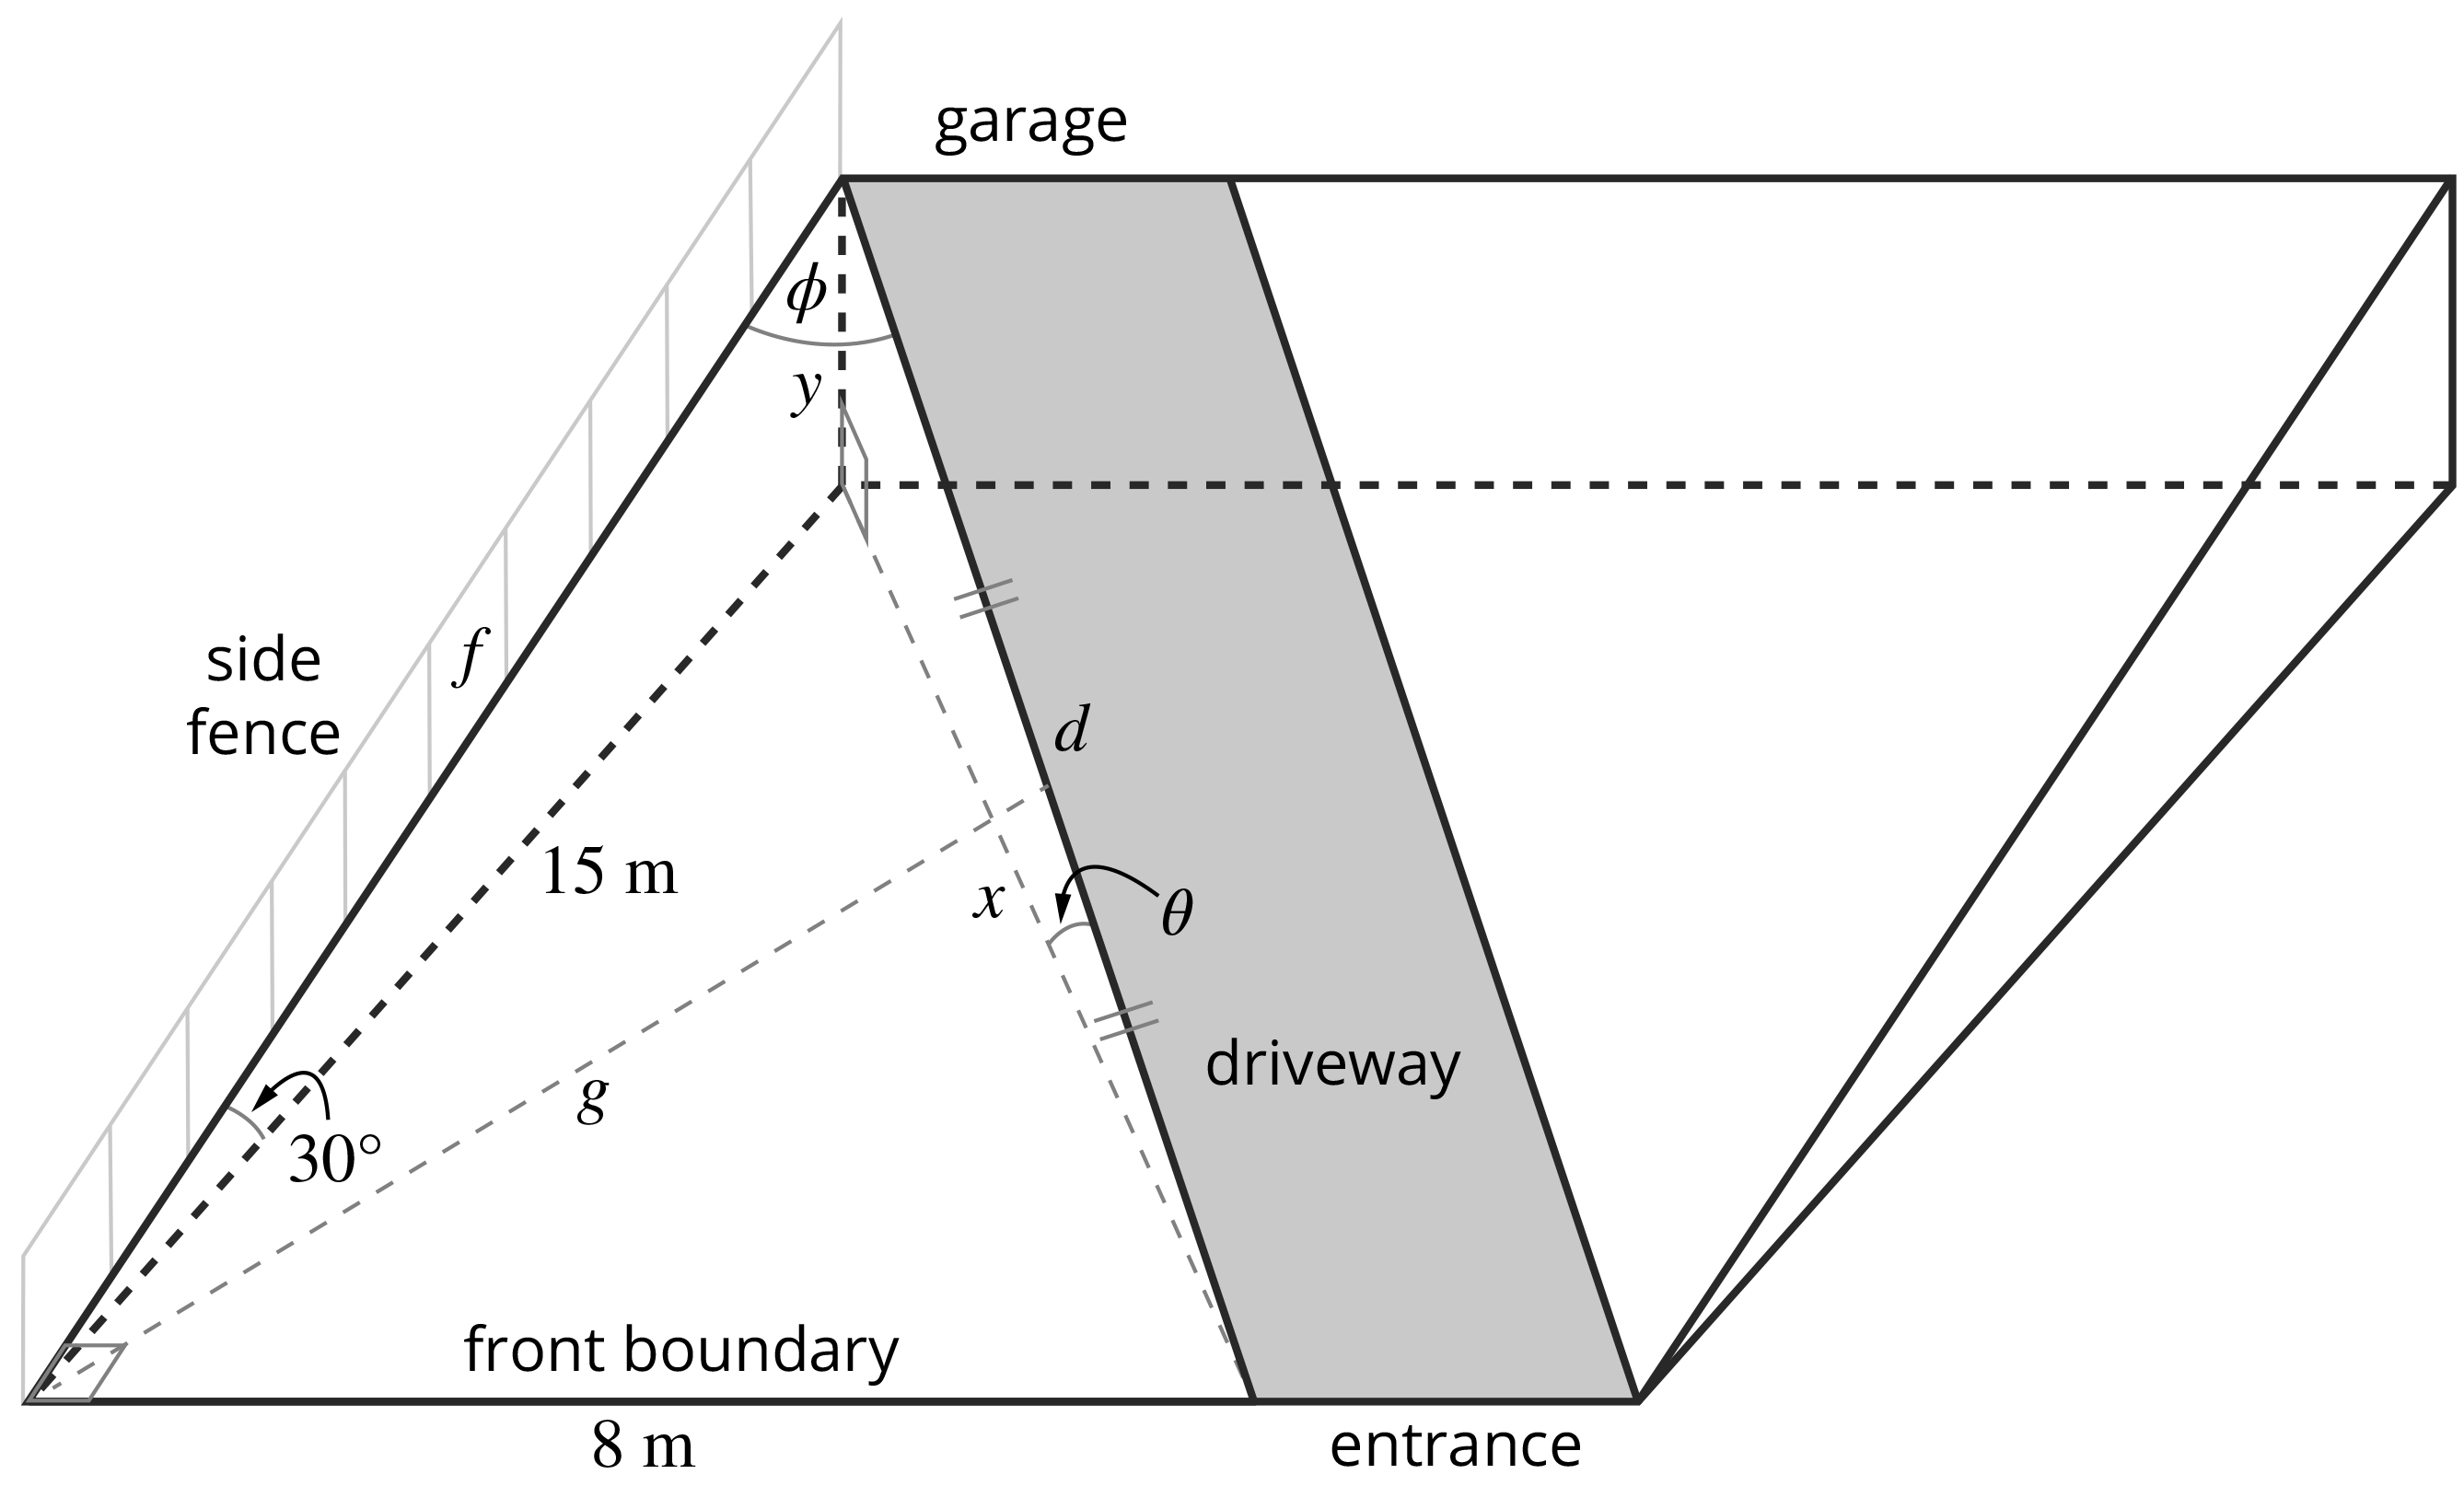 garage
ϕ
y
side
fence
f
d
15 m
x
θ
driveway
g
30°
front boundary
8 m
entrance